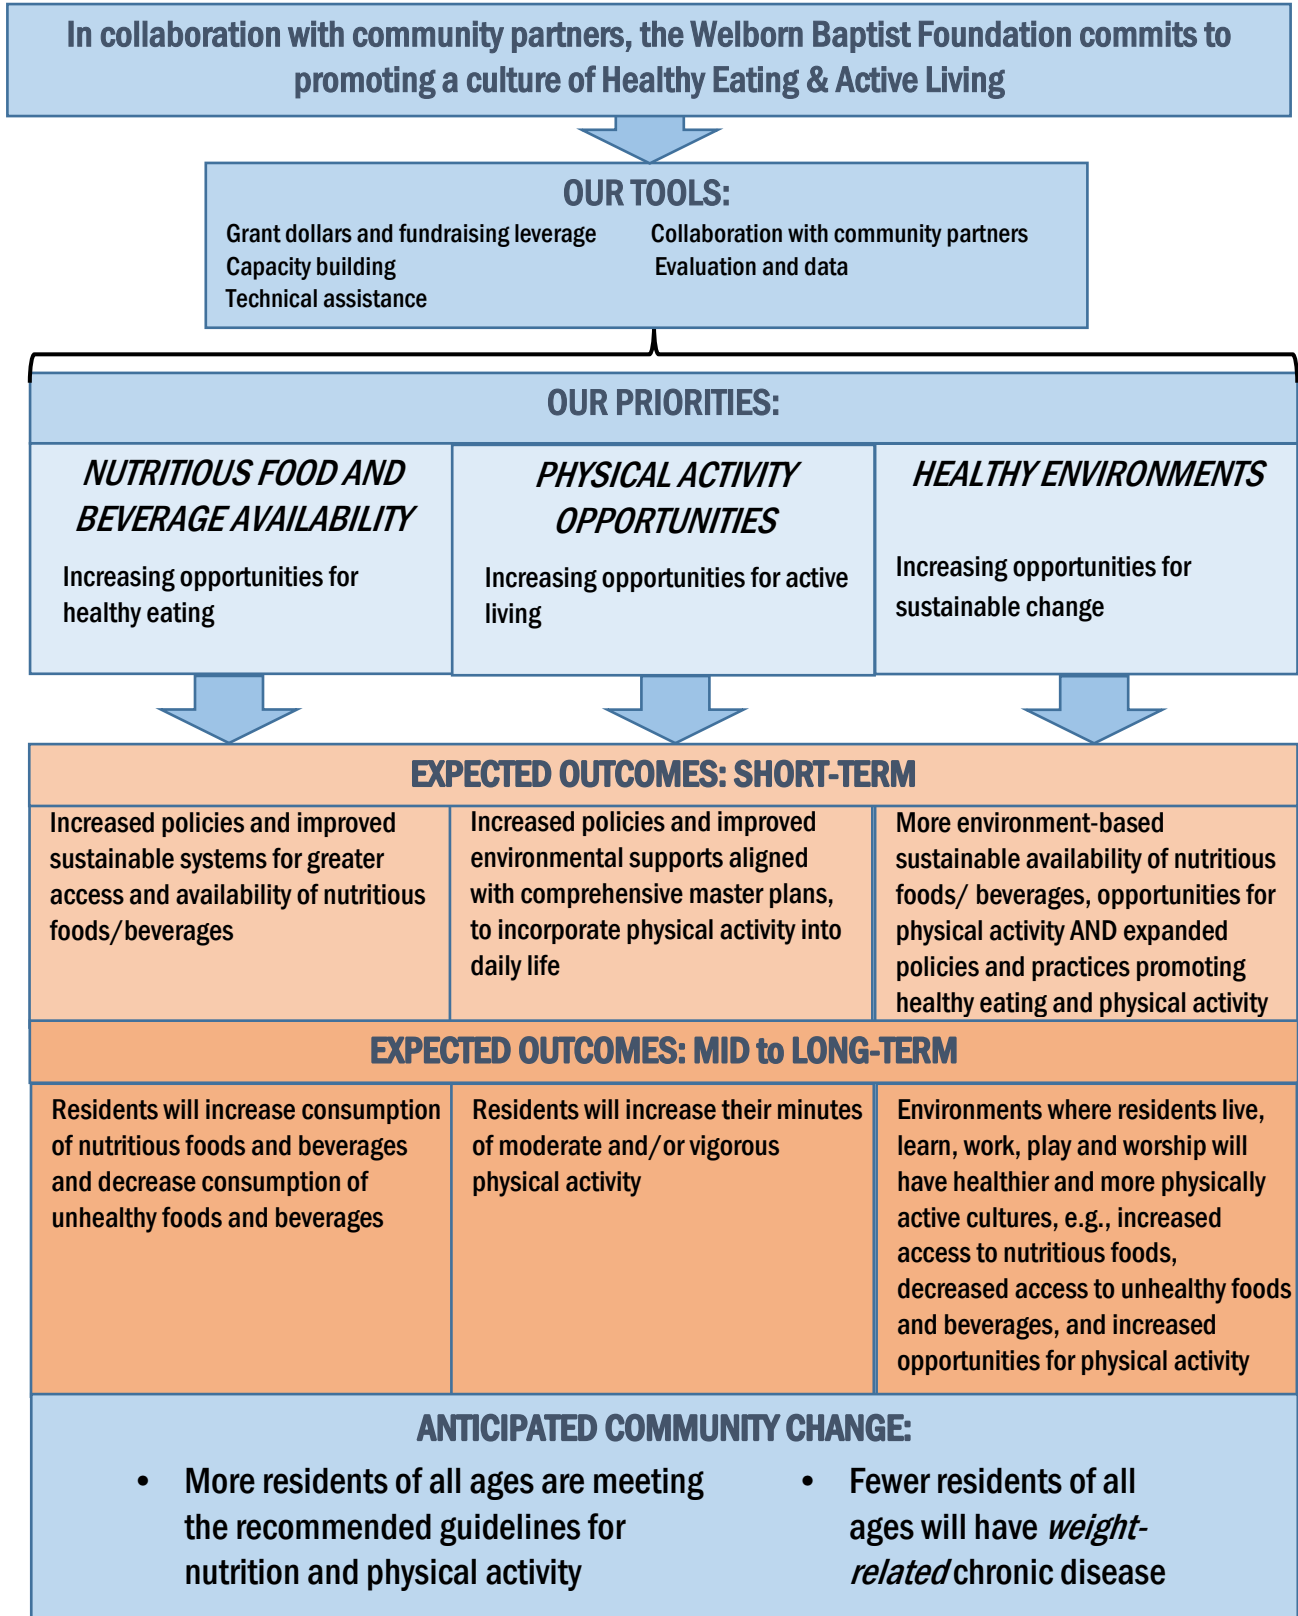 In collaboration with community partners, the Welborn Baptist Foundation commits to
promoting a culture of Healthy Eating & Active Living
OUR TOOLS:
Grant dollars and fundraising leverage
Capacity building
Technical assistance
Collaboration with community partners
Evaluation and data
OUR PRIORITIES:
NUTRITIOUS FOOD AND
BEVERAGE AVAILABILITY
Increasing opportunities for
healthy eating
PHYSICAL ACTIVITY
OPPORTUNITIES
Increasing opportunities for active
living
HEALTHY ENVIRONMENTS
Increasing opportunities for
sustainable change
EXPECTED OUTCOMES: SHORT-TERM
Increased policies and improved
sustainable systems for greater
access and availability of nutritious
foods/beverages
Increased policies and improved
environmental supports aligned
with comprehensive master plans,
to incorporate physical activity into
daily life
More environment-based
sustainable availability of nutritious
foods/ beverages, opportunities for
physical activity AND expanded
policies and practices promoting
healthy eating and physical activity
EXPECTED OUTCOMES: MID to LONG-TERM
Residents will increase consumption
of nutritious foods and beverages
and decrease consumption of
unhealthy foods and beverages
Residents will increase their minutes
of moderate and/or vigorous
physical activity
Environments where residents live,
learn, work, play and worship will
have healthier and more physically
active cultures, e.g., increased
access to nutritious foods,
decreased access to unhealthy foods
and beverages, and increased
opportunities for physical activity
ANTICIPATED COMMUNITY CHANGE:
• More residents of all ages are meeting
the recommended guidelines for
nutrition and physical activity
• Fewer residents of all
ages will have weight-
related chronic disease